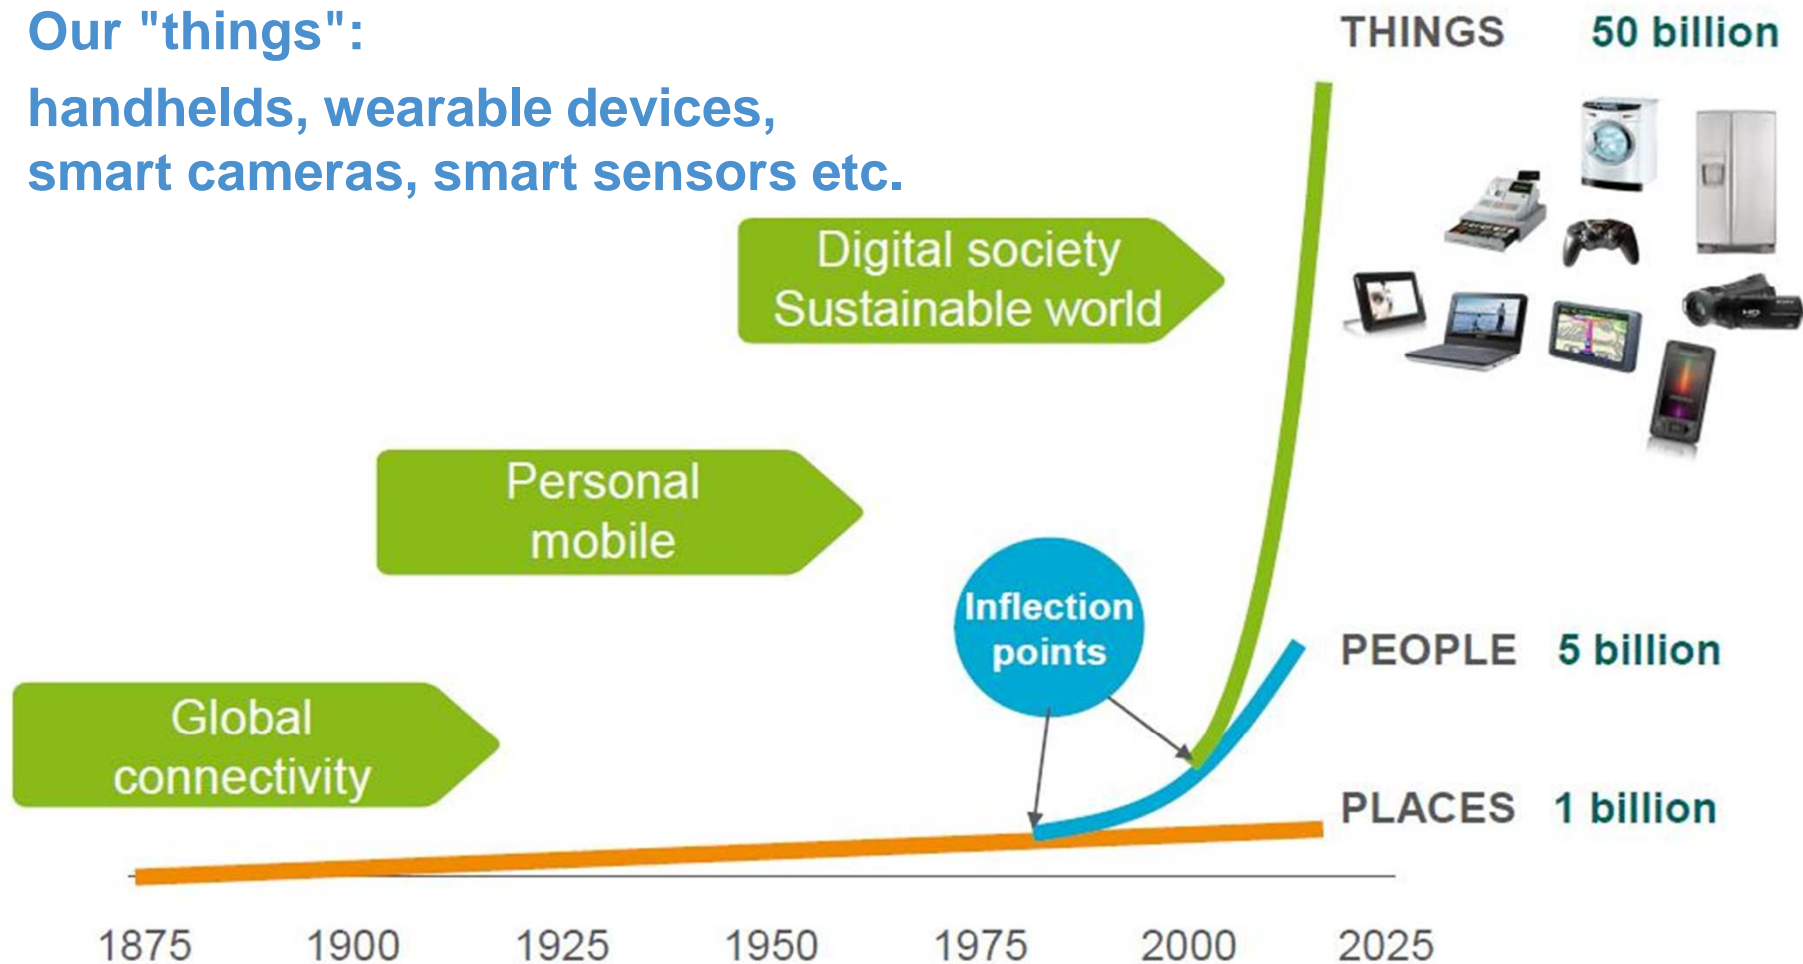 Our "things":
handhelds, wearable devices,
smart cameras, smart sensors etc.
THINGS 50 billion
Digital society
Sustainable world
Personal
mobile
Inflection
points
PEOPLE 5 billion
Global
connectivity
PLACES 1 billion
1875 1900 1925 1950 1975 2000 2025